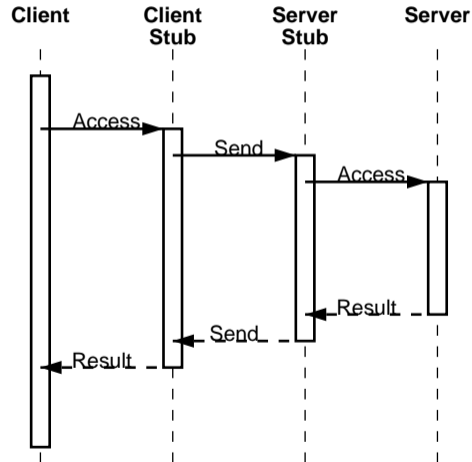 Client
Client
Stub
Server
Stub
Server
Access
Send
Access
Result
Send
Result